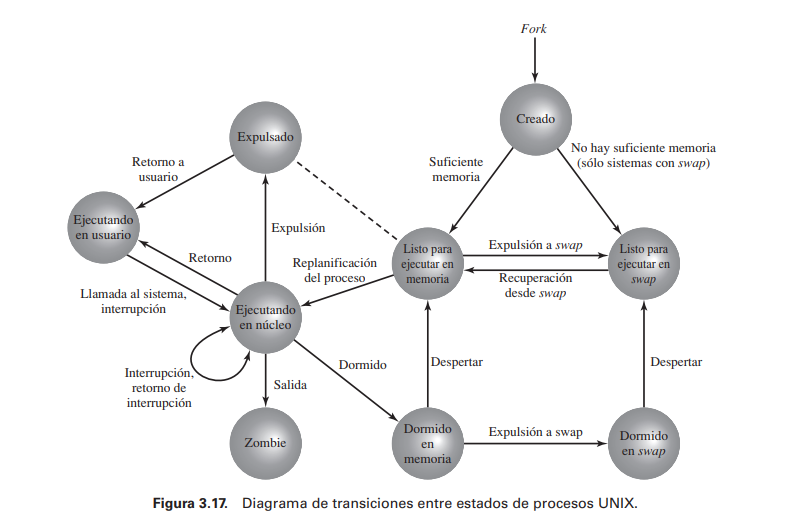 Fork
Creado
No hay suficiente memoria
(sólo sistemas con swap)
Suficiente
memoria
Expulsado
Retorno a
usuario
Ejecutando
en usuario
Expulsión
Listo para
ejecutar en
memoria
Expulsión a swap
Listo para
ejecutar en
swap
Retorno
Replanificación
del proceso
Recuperación
desde swap
Llamada al sistema,
interrupción
Ejecutando
en núcleo
Dormido
Despertar
Despertar
Interrupción,
retorno de
interrupción
Salida
Zombie
Dormido
en
memoria
Expulsión a swap
Dormido
en swap
Figura 3.17. Diagrama de transiciones entre estados de procesos UNIX.